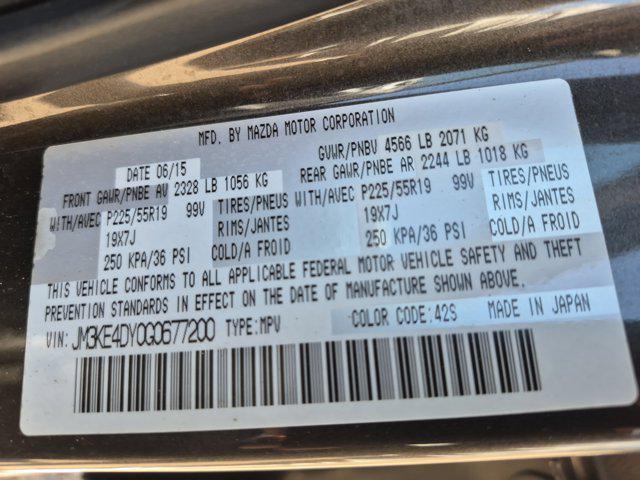 MFD. BY MAZDA MOTOR CORPORATION
DATE 06/15 GVWR/PNBV 4566 LB 2071 KG
FRONT GAWR/PNBE AV 2328 LB 1056 KG REAR GAWR/PNBE AR 2244 LB 1018 KG
WITH/AVEC P225/55R19 99V TIRES/PNEUS WITH/AVEC P225/55R19 99V TIRES/PNEUS
19X7J RIMS/JANTES 19X7J RIMS/JANTES
250 KPA/36 PSI COLD/A FROID 250 KPA/36 PSI COLD/A FROID
THIS VEHICLE CONFORMS TO ALL APPLICABLE FEDERAL MOTOR VEHICLE SAFETY AND THEFT
PREVENTION STANDARDS IN EFFECT ON THE DATE OF MANUFACTURE SHOWN ABOVE.
VIN: JM3KE4DY0G0677200 TYPE:MPV COLOR CODE:42S MADE IN JAPAN